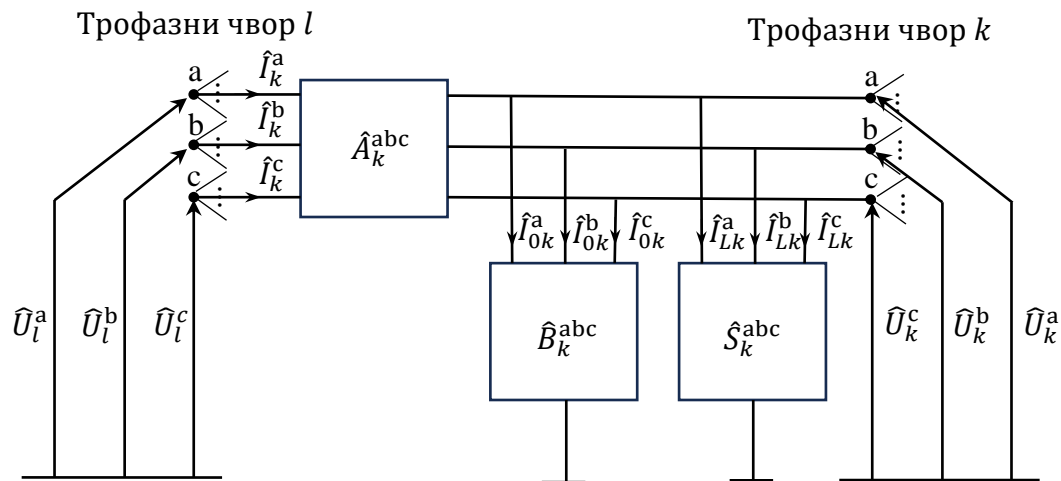 Трофазни чвор l
Трофазни чвор k
a
b
c
Î_k^a
Î_k^b
Î_k^c
Â_k^abc
a
b
c
Î_0k^a
Î_0k^b
Î_0k^c
Î_Lk^a
Î_Lk^b
Î_Lk^c
Û_l^a
Û_l^b
Û_l^c
B̂_k^abc
Ŝ_k^abc
Û_k^c
Û_k^b
Û_k^a